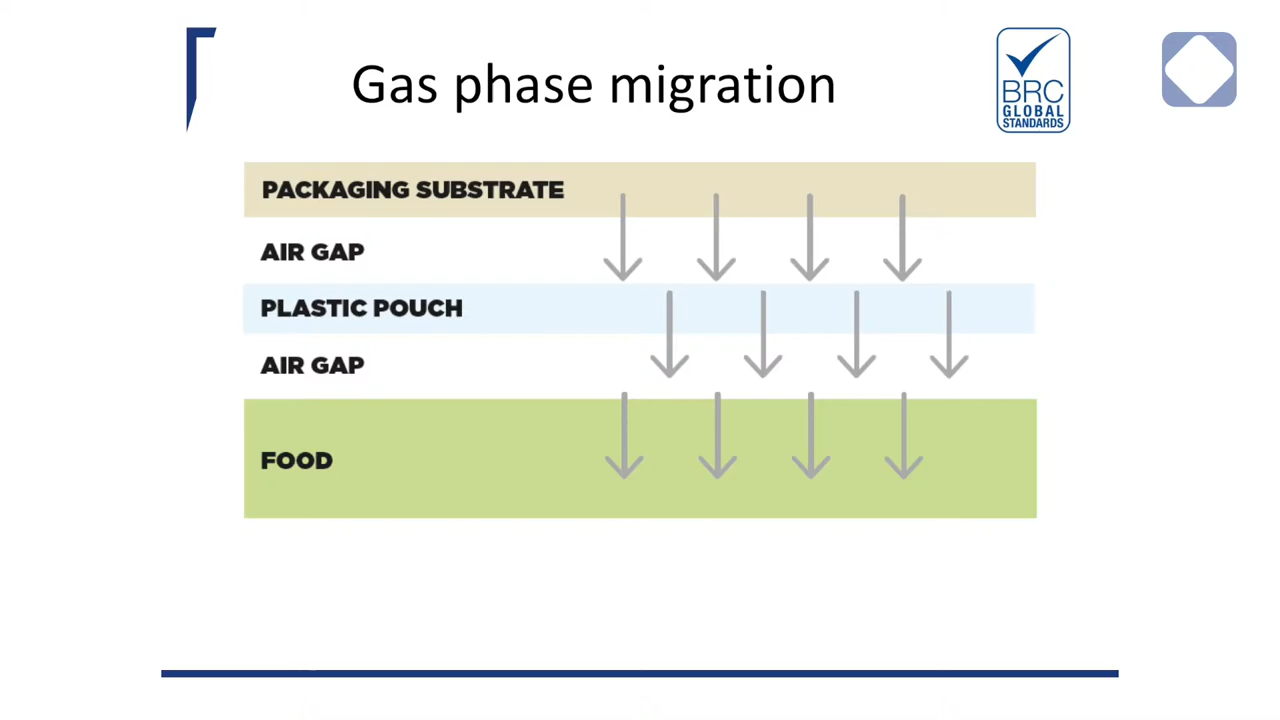 Gas phase migration
BRC
GLOBAL
STANDARDS
PACKAGING SUBSTRATE
AIR GAP
PLASTIC POUCH
AIR GAP
FOOD